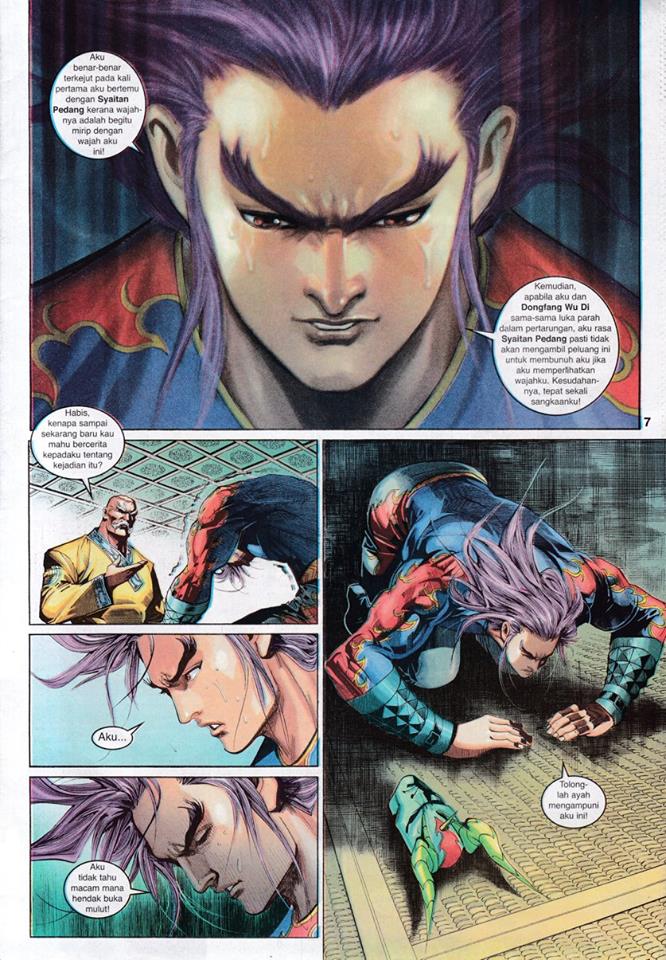 Aku
benar-benar
terkejut pada kali
pertama aku bertemu
dengan Syaitan
Pedang kerana wajah-
nya adalah begitu
mirip dengan
wajah aku
ini!
Kemudian,
apabila aku dan
Dongfang Wu Di
sama-sama luka parah
dalam pertarungan, aku rasa
Syaitan Pedang pasti tidak
akan mengambil peluang ini
untuk membunuh aku jika
aku memperlihatkan
wajahku. Kesudahan-
nya, tepat sekali
sangkaanku!
7
Habis,
kenapa sampai
sekarang baru kau
mahu bercerita
kepadaku tentang
kejadian itu?
Aku...
Aku
tidak tahu
macam mana
hendak buka
mulut!
Tolong-
lah ayah
mengampuni
aku ini!